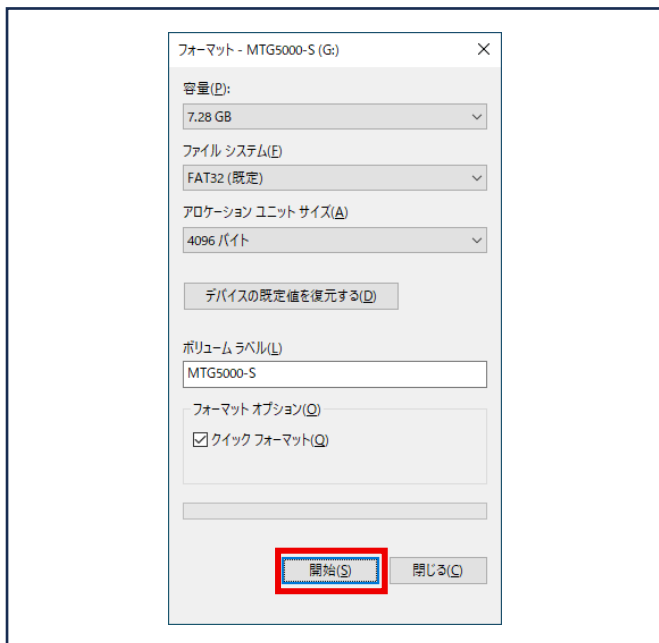 フォーマット - MTG5000-S (G:)
容量(P):
7.28 GB
ファイル システム(F)
FAT32 (既定)
アロケーション ユニット サイズ(A)
4096 バイト
デバイスの既定値を復元する(D)
ボリューム ラベル(L)
MTG5000-S
フォーマット オプション(O)
クイック フォーマット(Q)
開始(S) 閉じる(C)